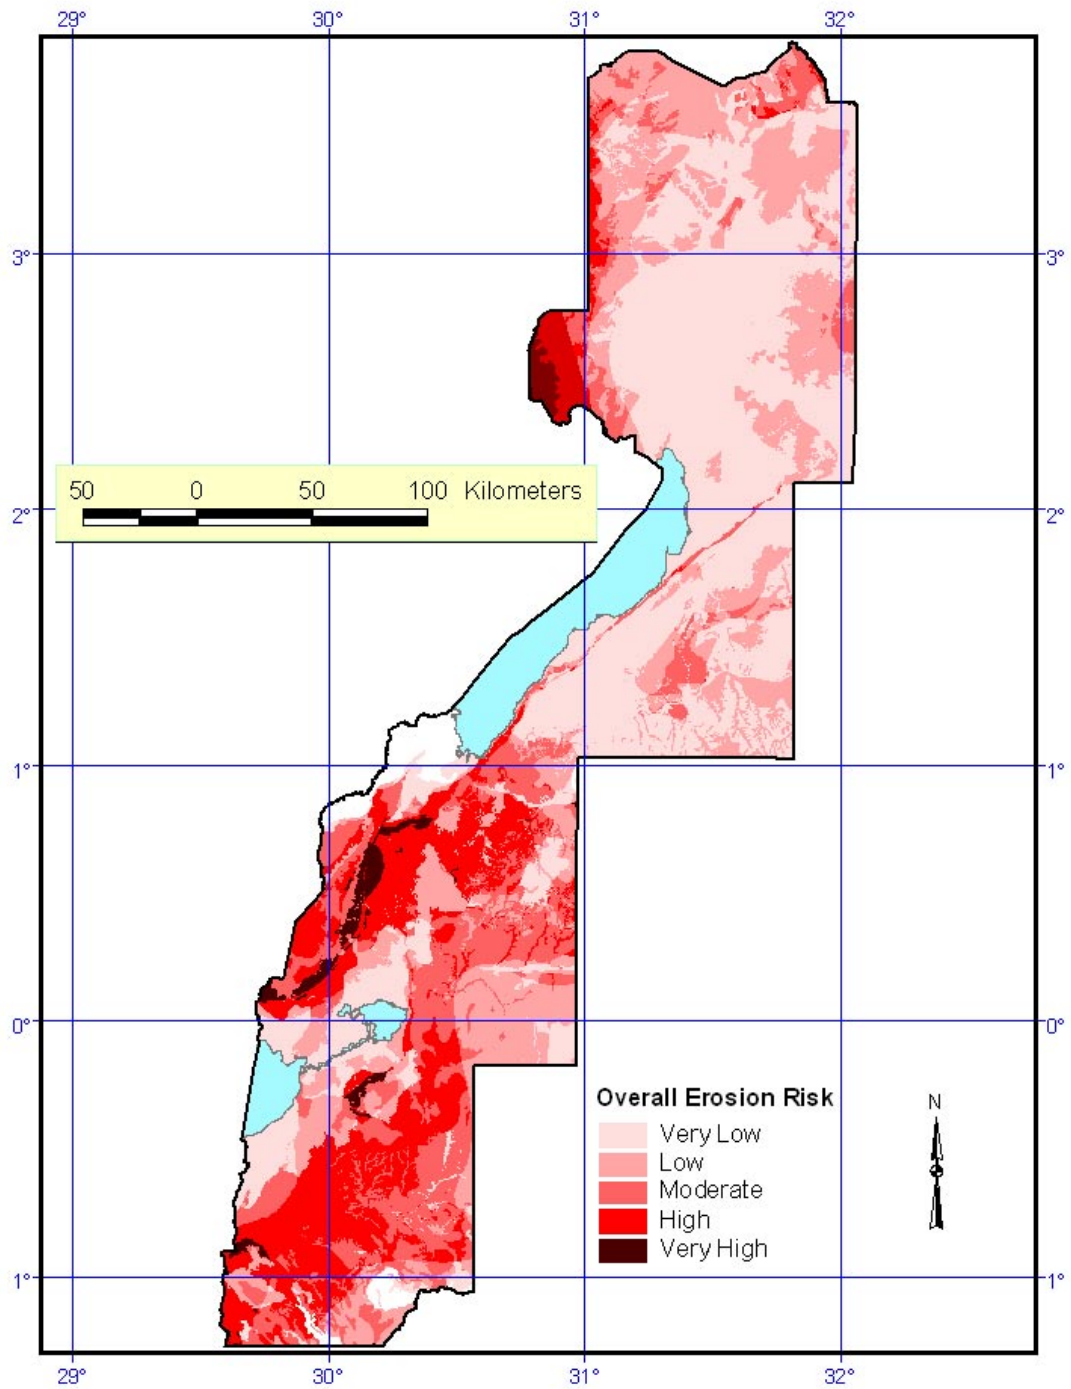 29° 30° 31° 32°
3° 3°
50 0 50 100 Kilometers
2° 2°
1° 1°
0° 0°
Overall Erosion Risk
Very Low
Low
Moderate
High
Very High
N
1° 1°
29° 30° 31° 32°